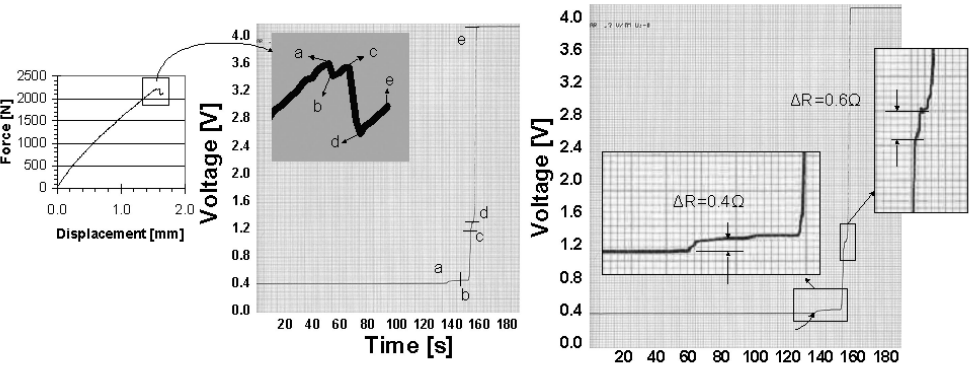 2500
2000
1500
1000
500
0
Force [N]
0.0 1.0 2.0
Displacement [mm]
4.0
3.6
3.2
2.8
2.4
2.0
1.6
1.2
0.8
0.4
0.0
Voltage [V]
a
c
b
e
d
e
d
c
a
b
20 40 60 80 100 120 140 160 180
Time [s]
4.0
3.6
3.2
2.8
2.4
2.0
1.6
1.2
0.8
0.4
0.0
Voltage [V]
ΔR=0.6Ω
ΔR=0.4Ω
20 40 60 80 100 120 140 160 180